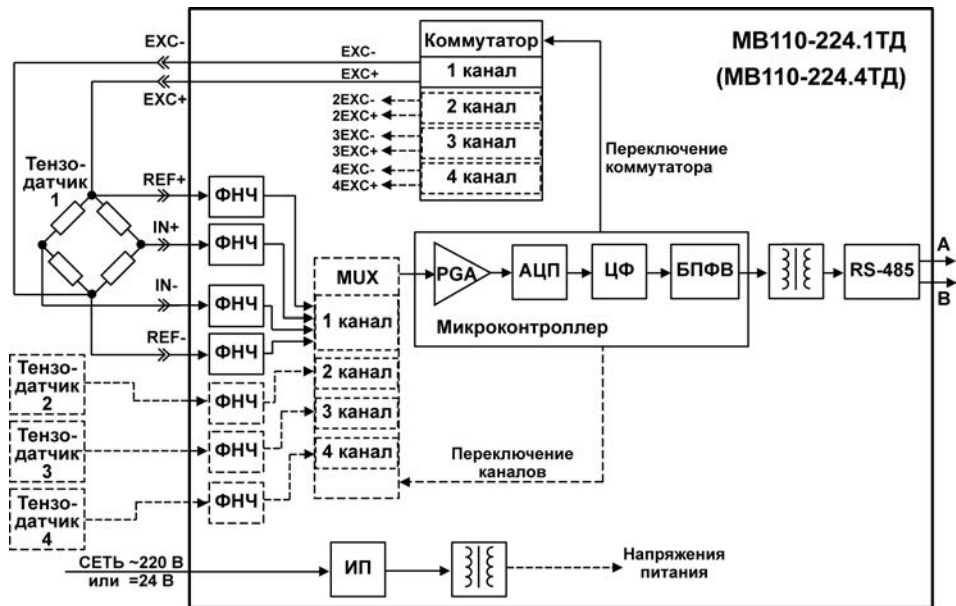 МВ110-224.1ТД
(МВ110-224.4ТД)
EXC-
EXC+
EXC-
EXC+
Коммутатор
1 канал
2 канал
3 канал
4 канал
2EXC-
2EXC+
3EXC-
3EXC+
4EXC-
4EXC+
Переключение
коммутатора
Тензо-
датчик
1
REF+
IN+
IN-
REF-
ФНЧ
ФНЧ
ФНЧ
ФНЧ
ФНЧ
ФНЧ
ФНЧ
MUX
1 канал
2 канал
3 канал
4 канал
PGA
АЦП
ЦФ
БПФВ
Микроконтроллер
RS-485
A
B
Тензо-
датчик
2
Тензо-
датчик
3
Тензо-
датчик
4
Переключение
каналов
СЕТЬ ~220 В
или =24 В
ИП
Напряжения
питания